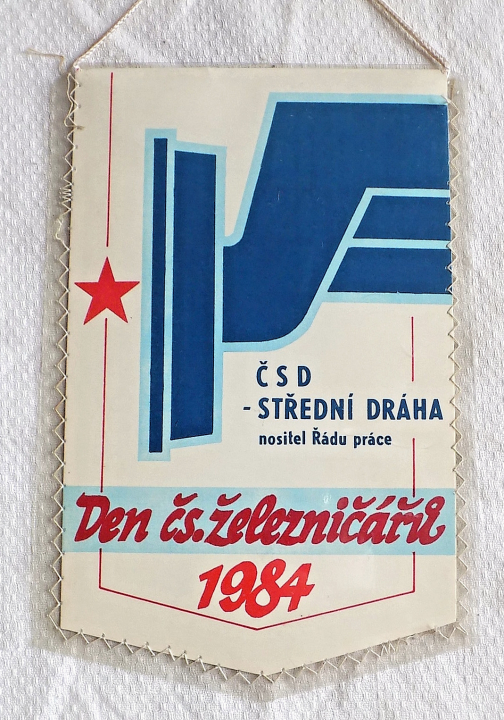 ČSD
- STŘEDNÍ DRÁHA
nositel Řádu práce
Den čs. železničářů
1984